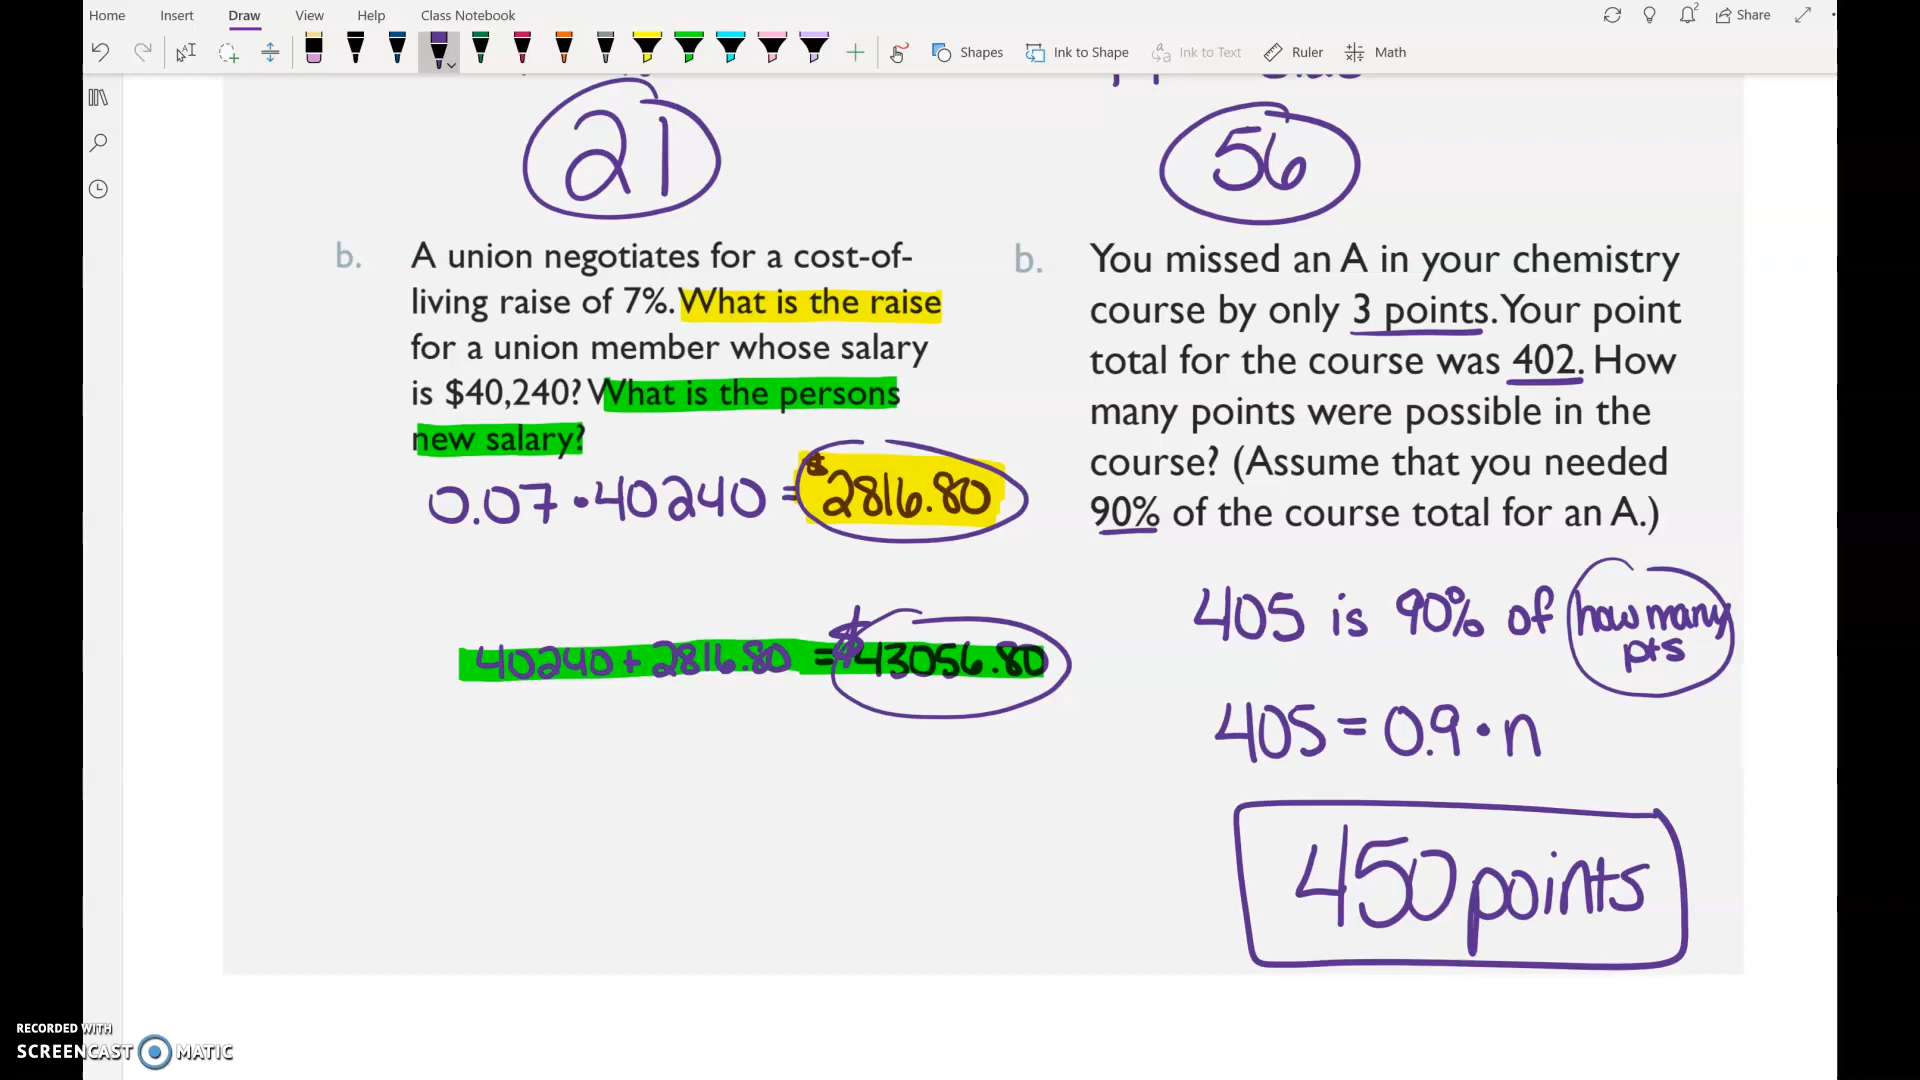 Home Insert Draw View Help Class Notebook
2
Share
Shapes Ink to Shape Ink to Text Ruler Math
21
56
b. A union negotiates for a cost-of-
living raise of 7%. What is the raise
for a union member whose salary
is $40,240? What is the persons
new salary?
0.07 • 40240 = $2816.80
40240 + 2816.80 = $43056.80
b. You missed an A in your chemistry
course by only 3 points. Your point
total for the course was 402. How
many points were possible in the
course? (Assume that you needed
90% of the course total for an A.)
405 is 90% of how many
pts
405 = 0.9 • n
450 points
RECORDED WITH
SCREENCAST MATIC